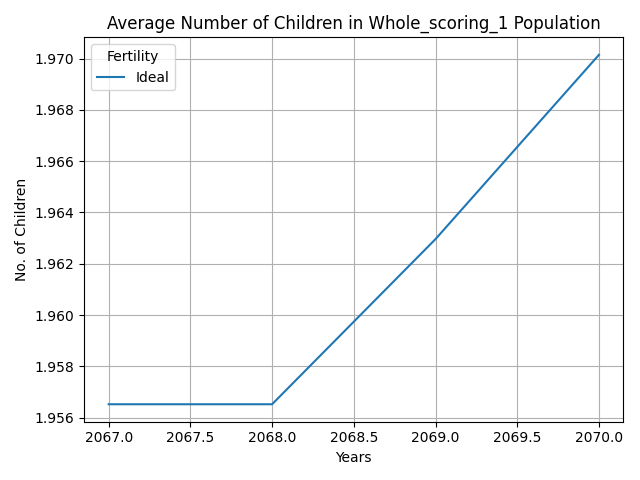 Average Number of Children in Whole_scoring_1 Population
Fertility
Ideal
1.970
1.968
1.966
1.964
1.962
1.960
1.958
1.956
No. of Children
2067.0 2067.5 2068.0 2068.5 2069.0 2069.5 2070.0
Years